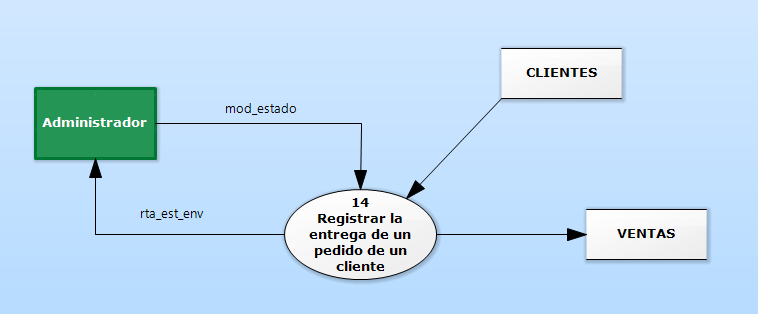 CLIENTES
Administrador
mod_estado
14
Registrar la
entrega de un
pedido de un
cliente
rta_est_env
VENTAS